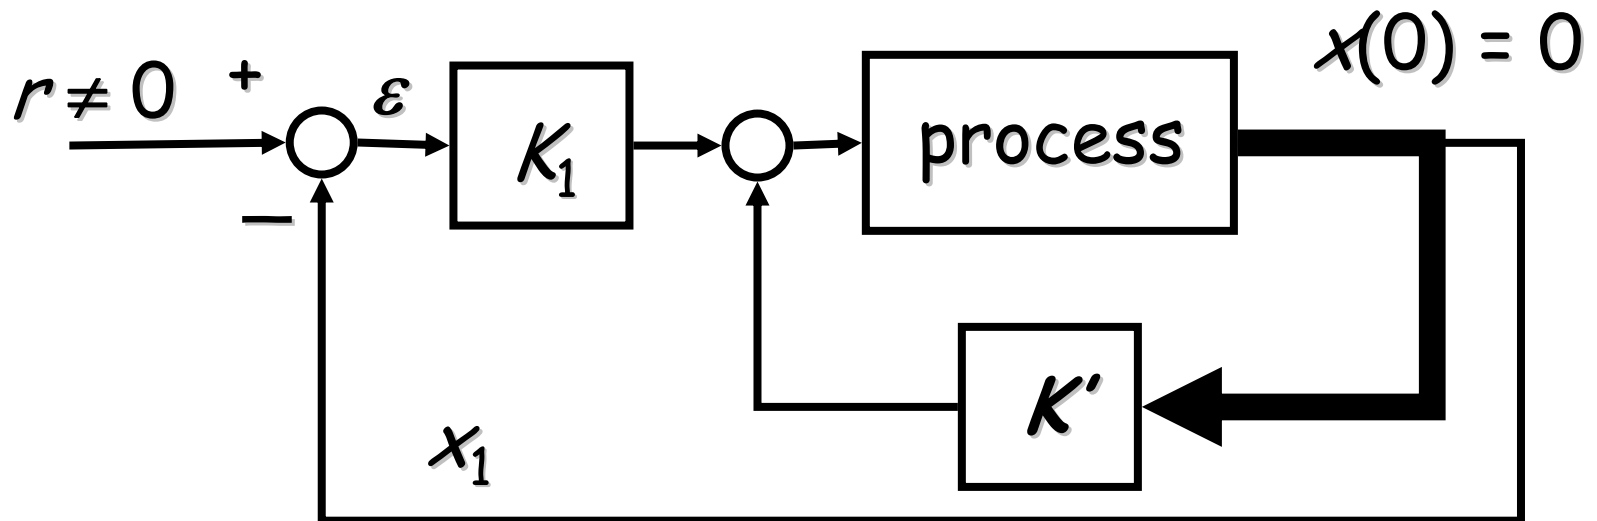 r ≠ 0
+
ε
K₁
process
x(0) = 0
−
K'
x₁